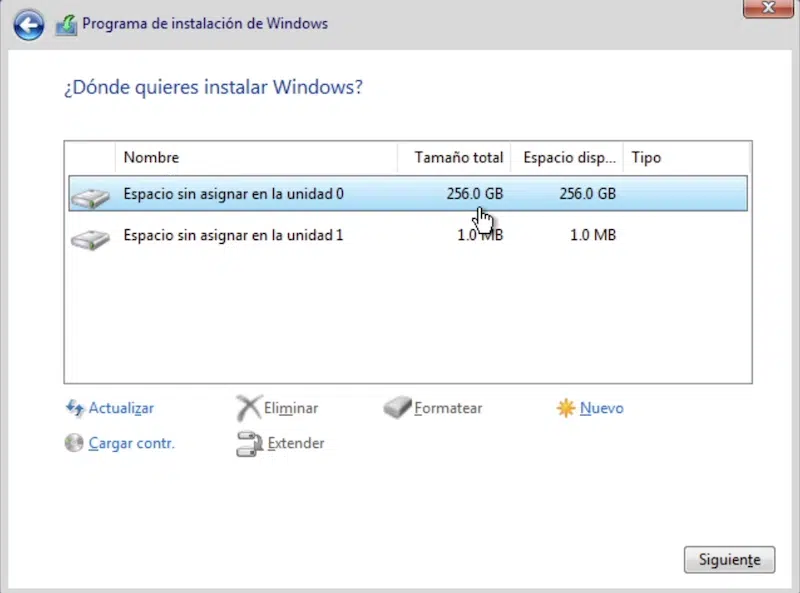 Programa de instalación de Windows
¿Dónde quieres instalar Windows?
Nombre Tamaño total Espacio disp... Tipo
Espacio sin asignar en la unidad 0 256.0 GB 256.0 GB
Espacio sin asignar en la unidad 1 1.0 MB 1.0 MB
Actualizar Eliminar Formatear Nuevo
Cargar contr. Extender
Siguiente